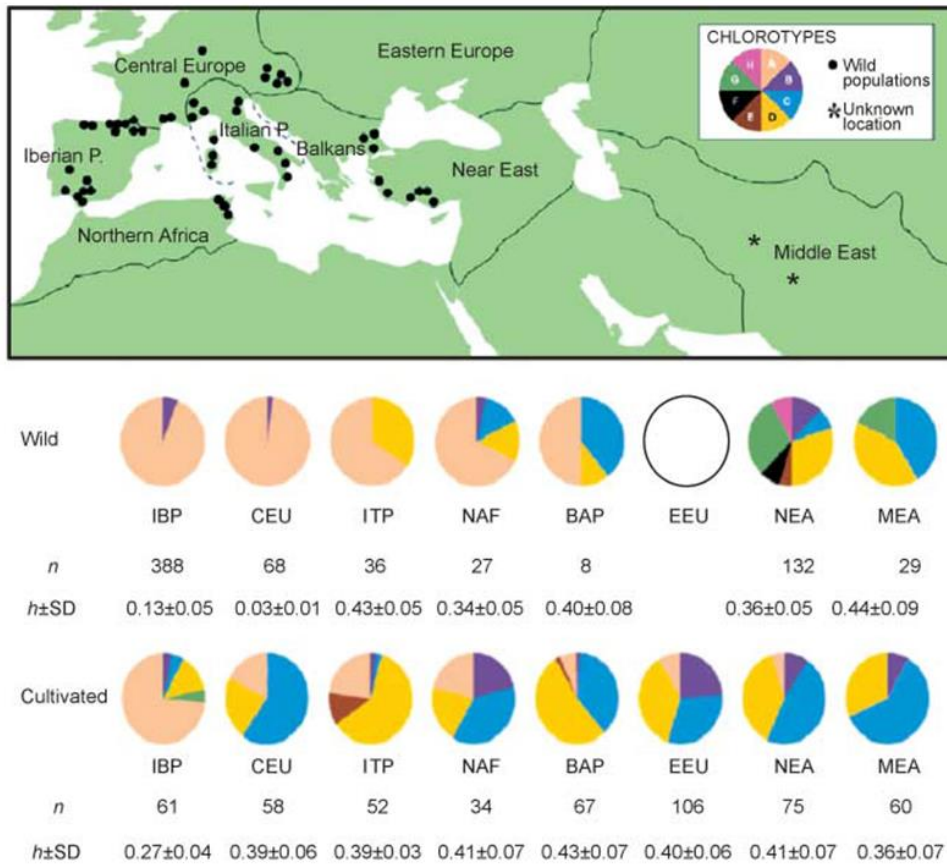 CHLOROTYPES
A
B
C
D
E
F
G
H
Wild populations
* Unknown location
Eastern Europe
Central Europe
Italian P.
Balkans
Iberian P.
Near East
Northern Africa
Middle East
*
*
Wild
IBP CEU ITP NAF BAP EEU NEA MEA
n 388 68 36 27 8 132 29
h±SD 0.13±0.05 0.03±0.01 0.43±0.05 0.34±0.05 0.40±0.08 0.36±0.05 0.44±0.09
Cultivated
IBP CEU ITP NAF BAP EEU NEA MEA
n 61 58 52 34 67 106 75 60
h±SD 0.27±0.04 0.39±0.06 0.39±0.03 0.41±0.07 0.43±0.07 0.40±0.06 0.41±0.07 0.36±0.07